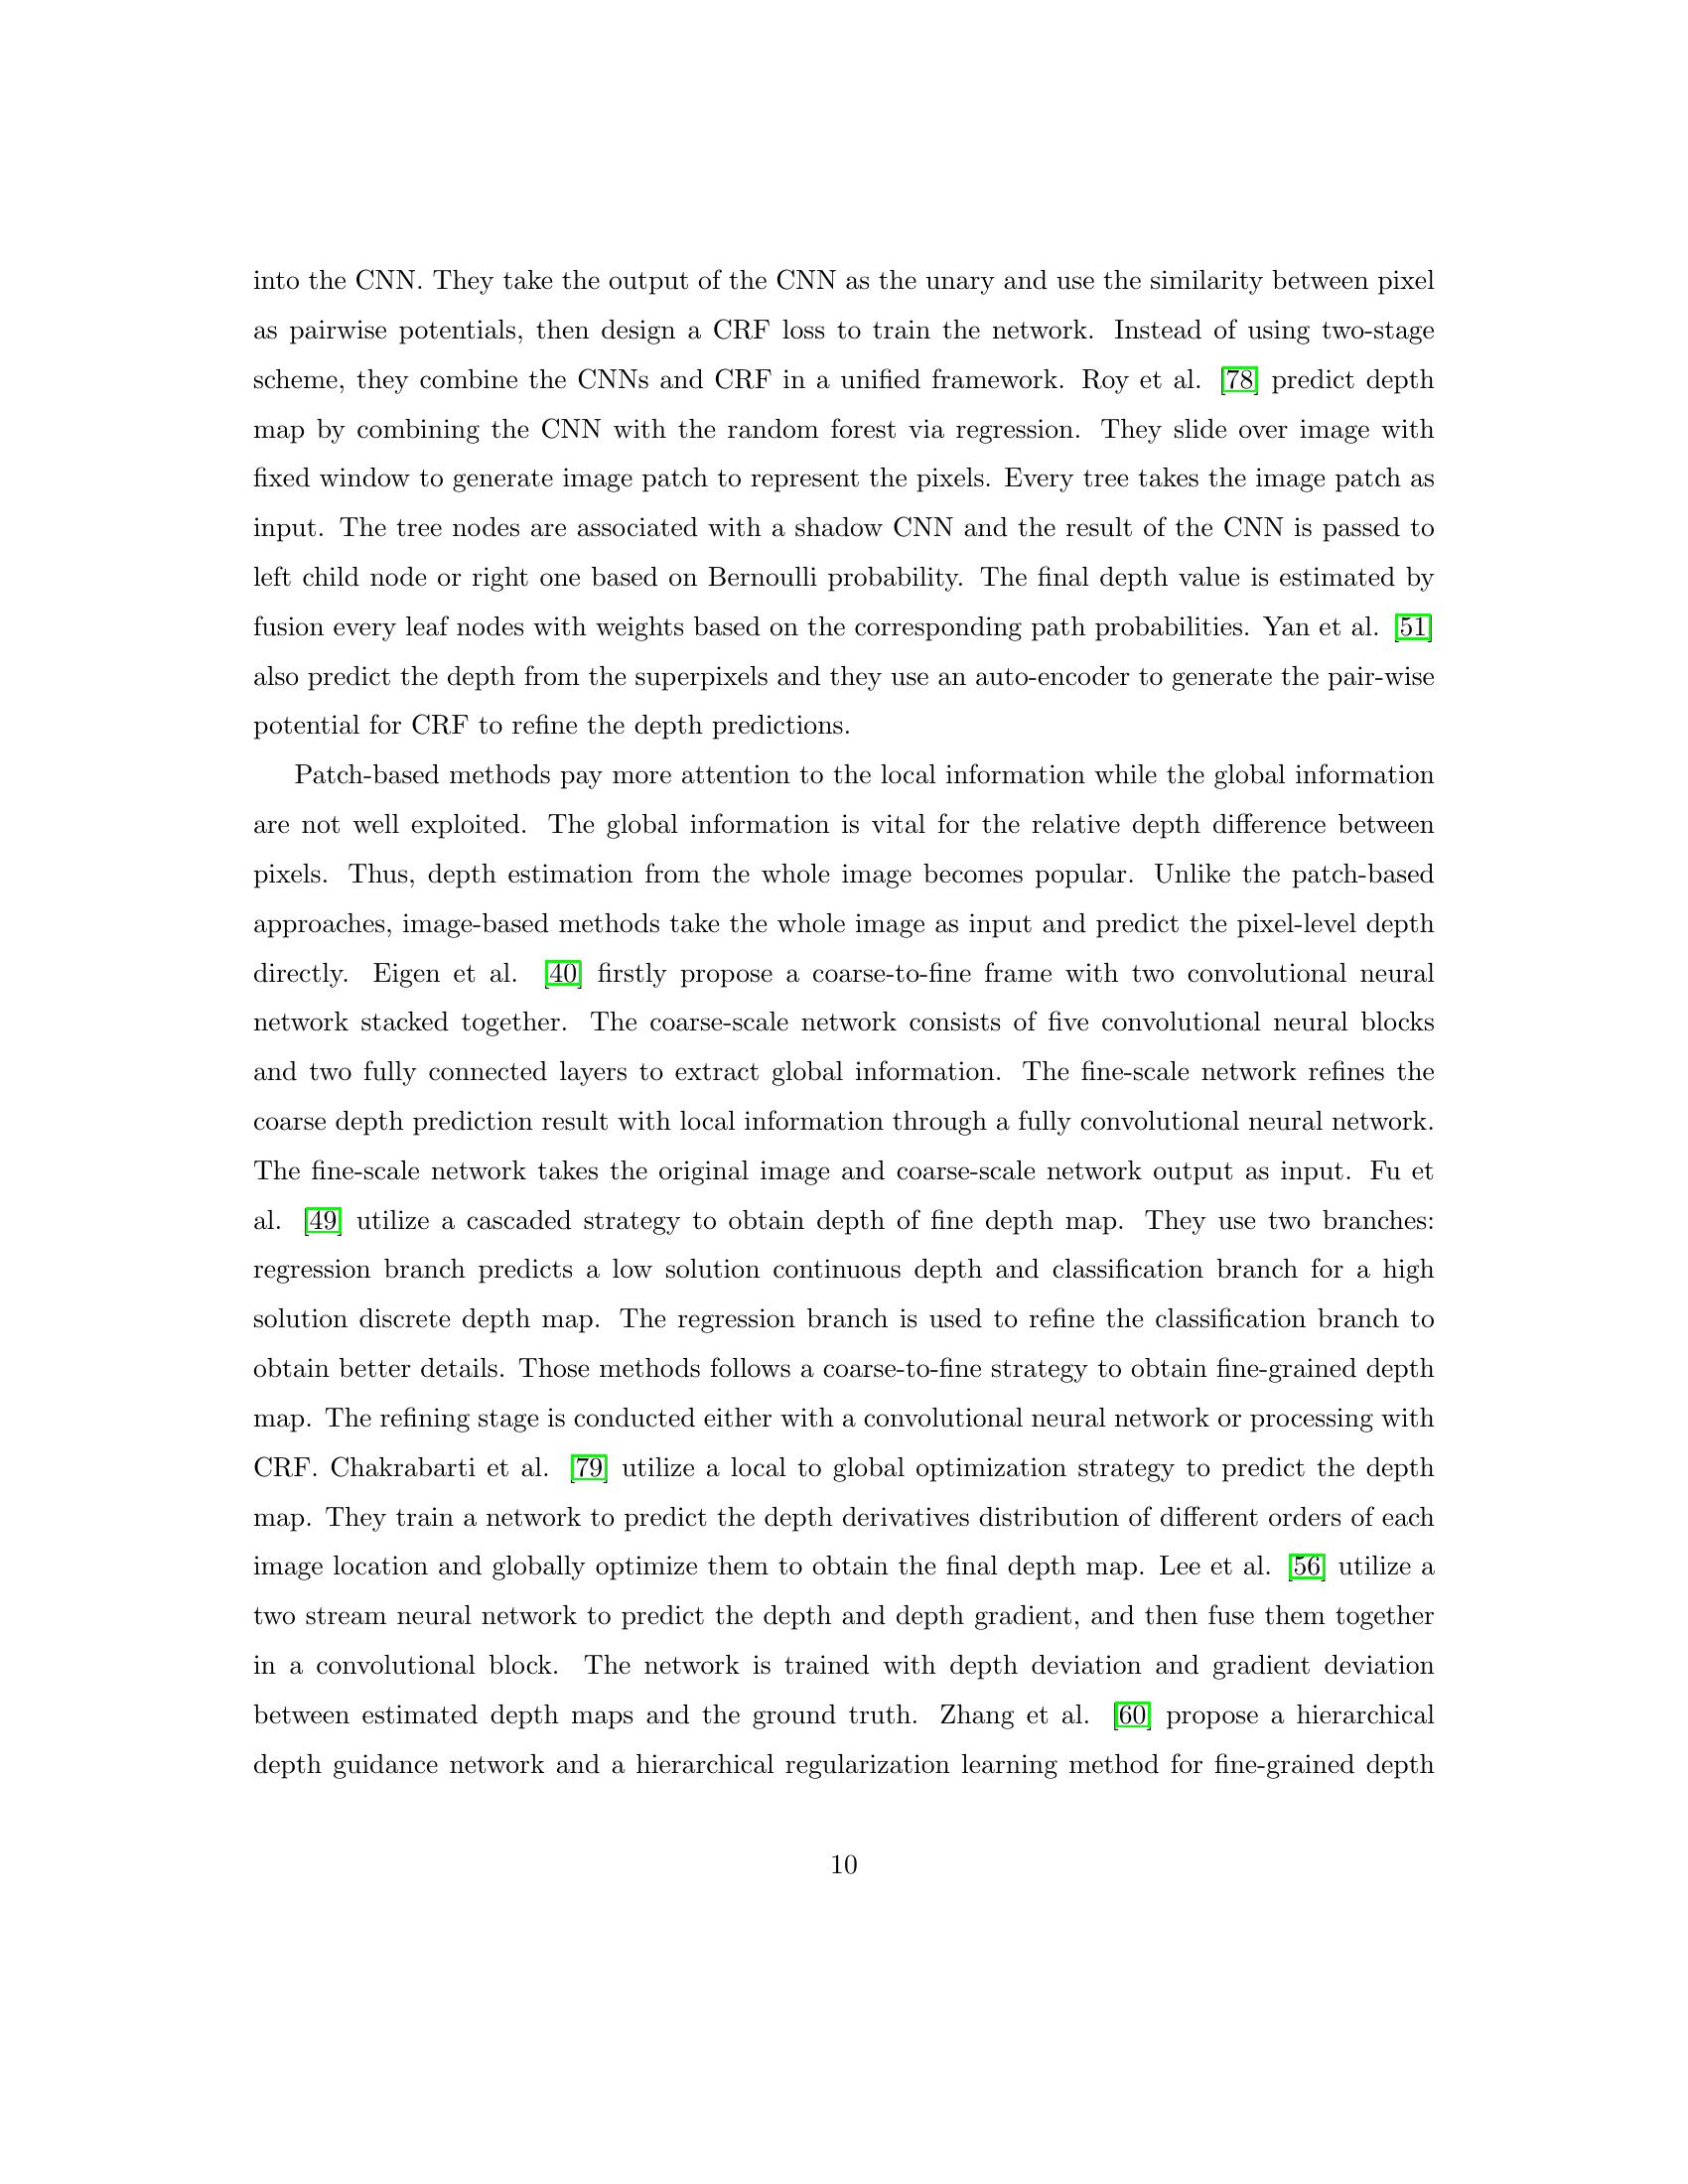 into the CNN. They take the output of the CNN as the unary and use the similarity between pixel
as pairwise potentials, then design a CRF loss to train the network. Instead of using two-stage
scheme, they combine the CNNs and CRF in a unified framework. Roy et al. [78] predict depth
map by combining the CNN with the random forest via regression. They slide over image with
fixed window to generate image patch to represent the pixels. Every tree takes the image patch as
input. The tree nodes are associated with a shadow CNN and the result of the CNN is passed to
left child node or right one based on Bernoulli probability. The final depth value is estimated by
fusion every leaf nodes with weights based on the corresponding path probabilities. Yan et al. [51]
also predict the depth from the superpixels and they use an auto-encoder to generate the pair-wise
potential for CRF to refine the depth predictions.
Patch-based methods pay more attention to the local information while the global information
are not well exploited. The global information is vital for the relative depth difference between
pixels. Thus, depth estimation from the whole image becomes popular. Unlike the patch-based
approaches, image-based methods take the whole image as input and predict the pixel-level depth
directly. Eigen et al. [40] firstly propose a coarse-to-fine frame with two convolutional neural
network stacked together. The coarse-scale network consists of five convolutional neural blocks
and two fully connected layers to extract global information. The fine-scale network refines the
coarse depth prediction result with local information through a fully convolutional neural network.
The fine-scale network takes the original image and coarse-scale network output as input. Fu et
al. [49] utilize a cascaded strategy to obtain depth of fine depth map. They use two branches:
regression branch predicts a low solution continuous depth and classification branch for a high
solution discrete depth map. The regression branch is used to refine the classification branch to
obtain better details. Those methods follows a coarse-to-fine strategy to obtain fine-grained depth
map. The refining stage is conducted either with a convolutional neural network or processing with
CRF. Chakrabarti et al. [79] utilize a local to global optimization strategy to predict the depth
map. They train a network to predict the depth derivatives distribution of different orders of each
image location and globally optimize them to obtain the final depth map. Lee et al. [56] utilize a
two stream neural network to predict the depth and depth gradient, and then fuse them together
in a convolutional block. The network is trained with depth deviation and gradient deviation
between estimated depth maps and the ground truth. Zhang et al. [60] propose a hierarchical
depth guidance network and a hierarchical regularization learning method for fine-grained depth
10